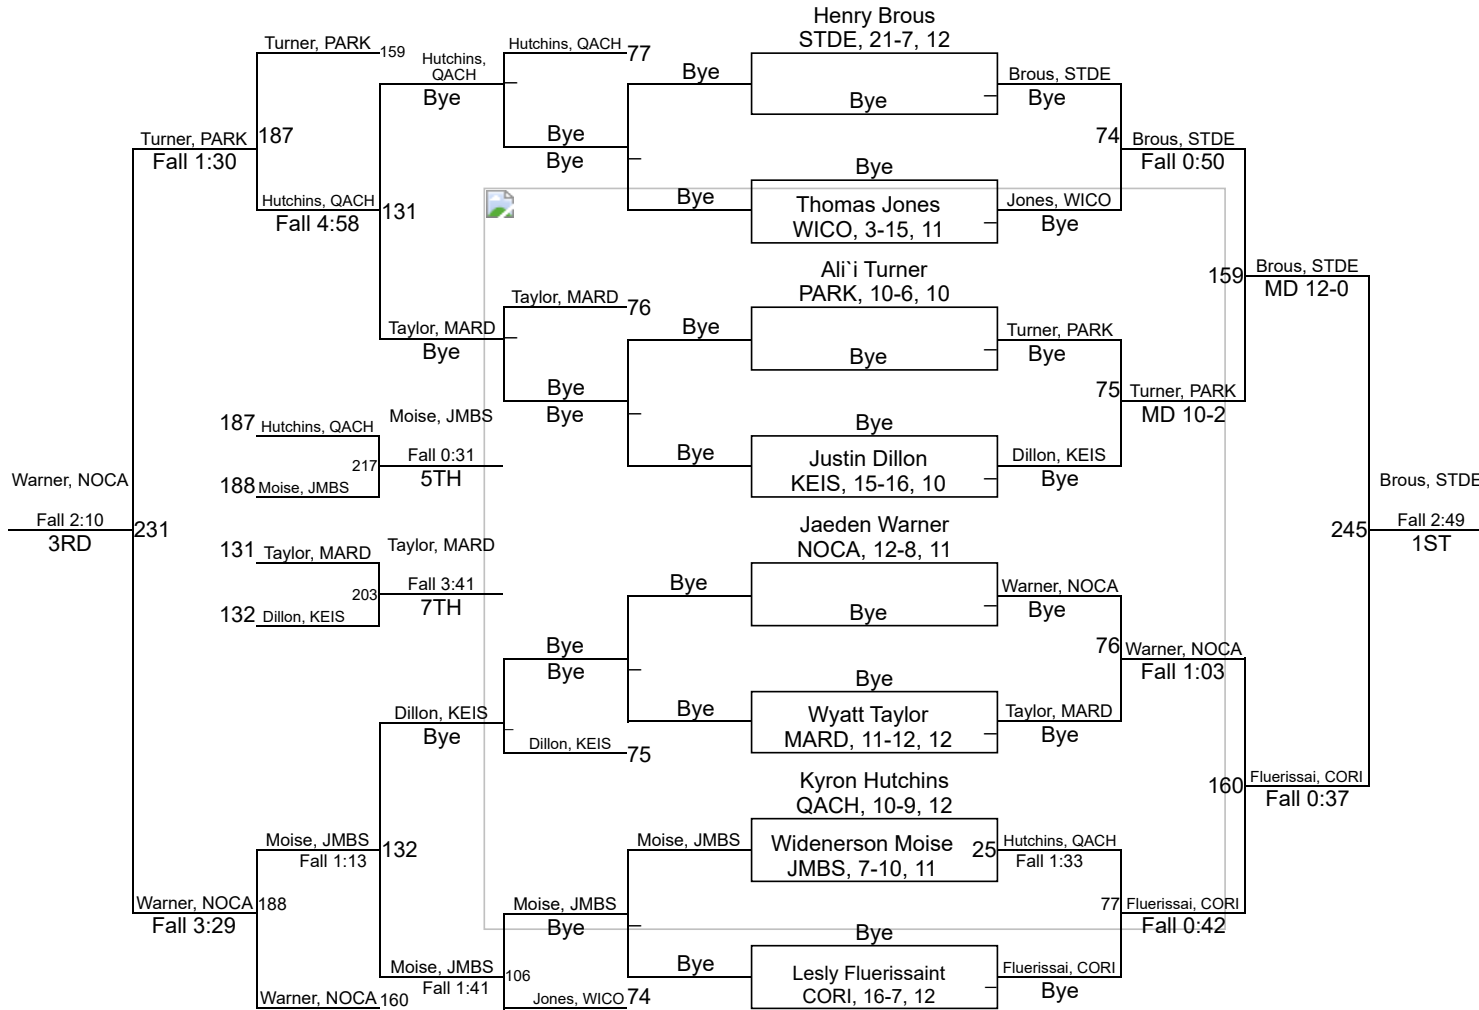 Henry Brous
STDE, 21-7, 12
Turner, PARK
159
Hutchins,
QACH
Bye
Hutchins, QACH
77
Bye
Bye
Brous, STDE
Bye
Turner, PARK
Fall 1:30
187
Bye
Bye
74
Brous, STDE
Fall 0:50
Bye
Hutchins, QACH
Fall 4:58
131
Bye
Thomas Jones
WICO, 3-15, 11
Jones, WICO
Bye
Ali`i Turner
PARK, 10-6, 10
159
Brous, STDE
MD 12-0
Taylor, MARD
76
Taylor, MARD
Bye
Bye
Bye
Turner, PARK
Bye
Bye
Bye
75
Turner, PARK
MD 10-2
187
Hutchins, QACH
Moise, JMBS
Bye
217
Fall 0:31
5TH
Bye
Justin Dillon
KEIS, 15-16, 10
Dillon, KEIS
Bye
188
Moise, JMBS
Warner, NOCA
Fall 2:10
3RD
231
Jaeden Warner
NOCA, 12-8, 11
245
Brous, STDE
Fall 2:49
1ST
131
Taylor, MARD
Taylor, MARD
203
Fall 3:41
7TH
132
Dillon, KEIS
Bye
Bye
Warner, NOCA
Bye
Bye
Bye
76
Warner, NOCA
Fall 1:03
Bye
Dillon, KEIS
Bye
Bye
Wyatt Taylor
MARD, 11-12, 12
Taylor, MARD
Bye
Dillon, KEIS
75
Kyron Hutchins
QACH, 10-9, 12
160
Fluerissai, CORI
Fall 0:37
Moise, JMBS
Fall 1:13
132
Moise, JMBS
Widenerson Moise
JMBS, 7-10, 11
25
Hutchins, QACH
Fall 1:33
Warner, NOCA
Fall 3:29
188
Moise, JMBS
Bye
77
Fluerissai, CORI
Fall 0:42
Bye
Moise, JMBS
Fall 1:41
106
Bye
Lesly Fluerissaint
CORI, 16-7, 12
Fluerissai, CORI
Bye
Warner, NOCA
160
Jones, WICO
74